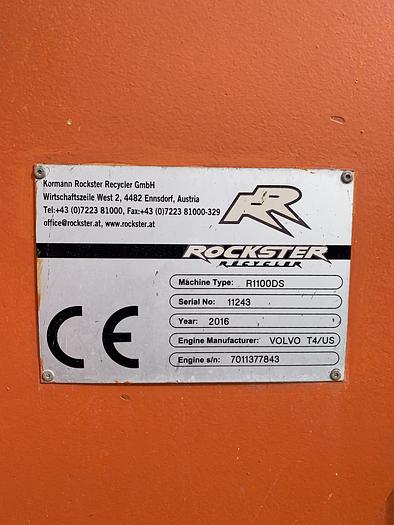 Kormann Rockster Recycler GmbH
Wirtschaftszeile West 2, 4482 Ennsdorf, Austria
Tel:+43 (0)7223 81000, Fax:+43 (0)7223 81000-329
office@rockster.at, www.rockster.at
RR
ROCKSTER
RECYCLER
Machine Type: R1100DS
Serial No: 11243
Year: 2016
Engine Manufacturer: VOLVO T4/US
Engine s/n: 7011377843
CE